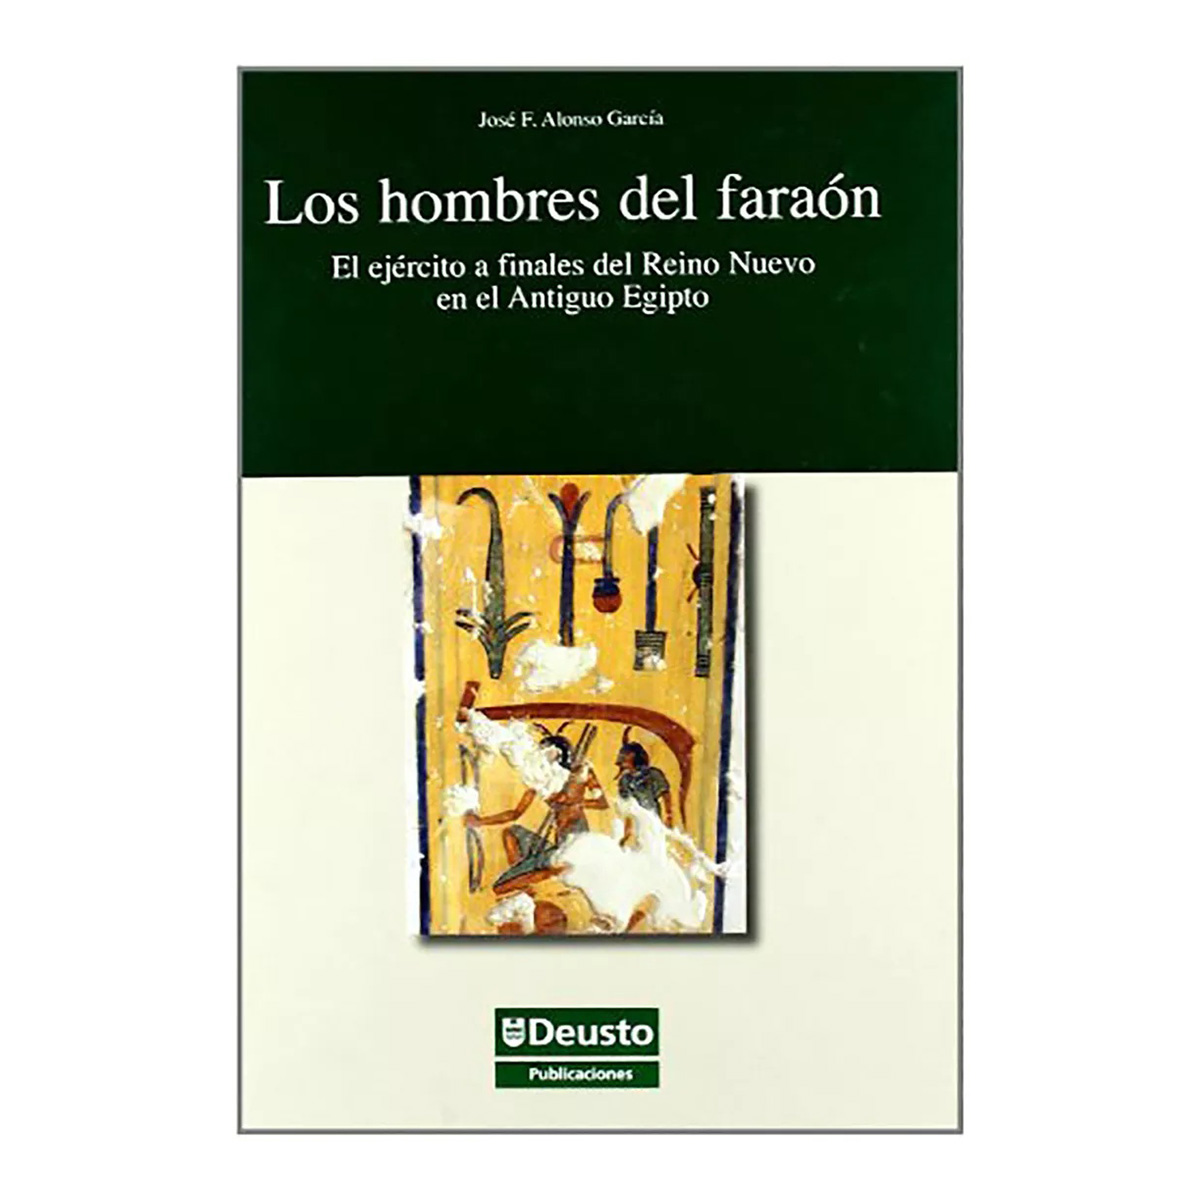 José F. Alonso García
Los hombres del faraón
El ejército a finales del Reino Nuevo
en el Antiguo Egipto
Deusto
Publicaciones